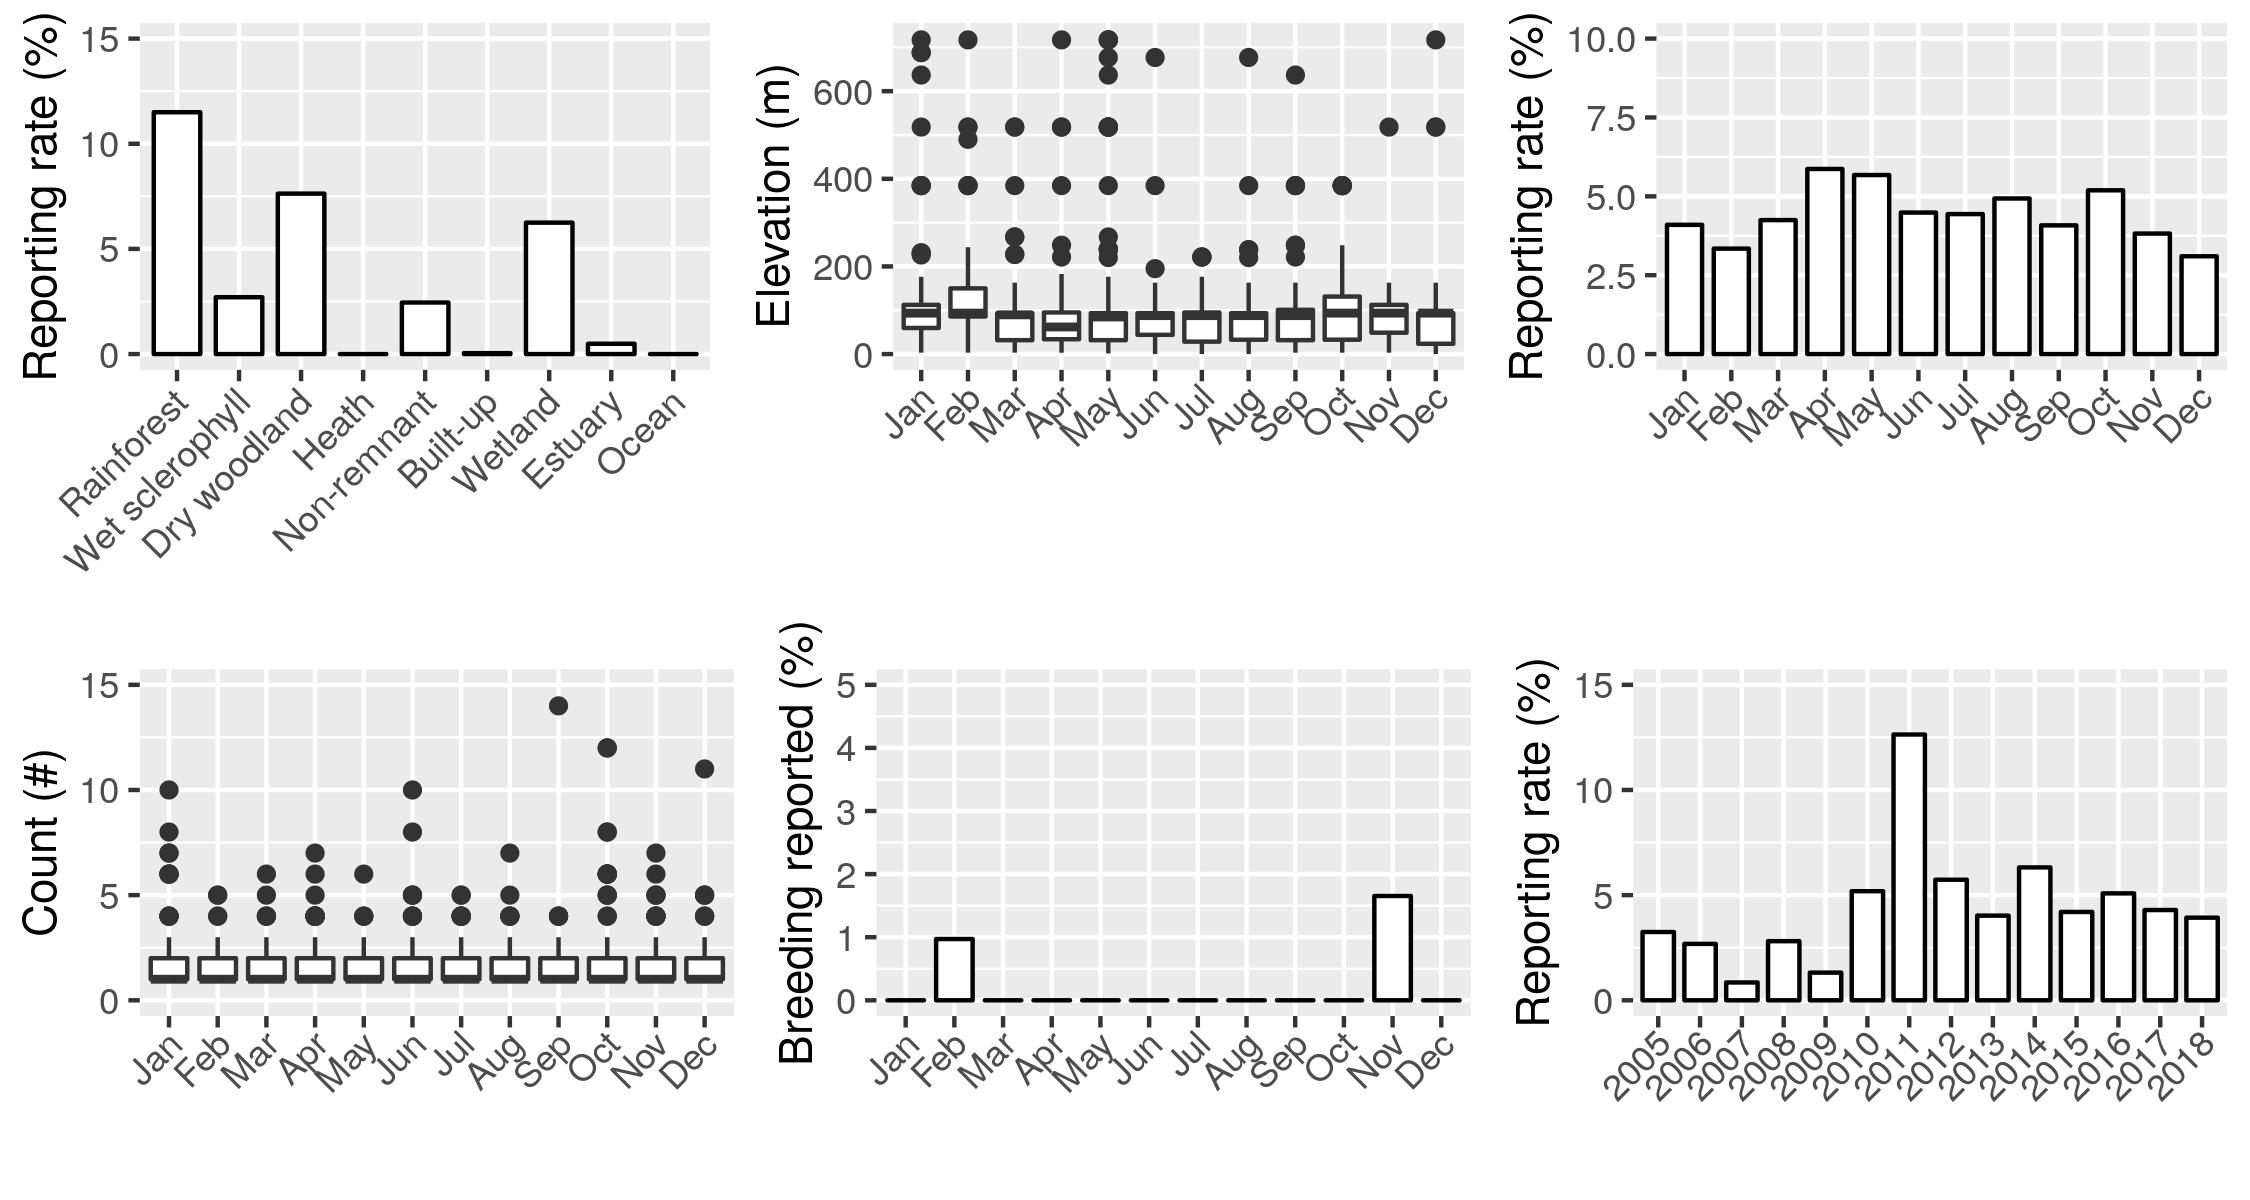 Reporting rate (%)
15
10
5
0
Rainforest
Wet sclerophyll
Dry woodland
Heath
Non-remnant
Built-up
Wetland
Estuary
Ocean
Elevation (m)
600
400
200
0
Jan
Feb
Mar
Apr
May
Jun
Jul
Aug
Sep
Oct
Nov
Dec
Reporting rate (%)
10.0
7.5
5.0
2.5
0.0
Jan
Feb
Mar
Apr
May
Jun
Jul
Aug
Sep
Oct
Nov
Dec
Count (#)
15
10
5
0
Jan
Feb
Mar
Apr
May
Jun
Jul
Aug
Sep
Oct
Nov
Dec
Breeding reported (%)
5
4
3
2
1
0
Jan
Feb
Mar
Apr
May
Jun
Jul
Aug
Sep
Oct
Nov
Dec
Reporting rate (%)
15
10
5
0
2005
2006
2007
2008
2009
2010
2011
2012
2013
2014
2015
2016
2017
2018